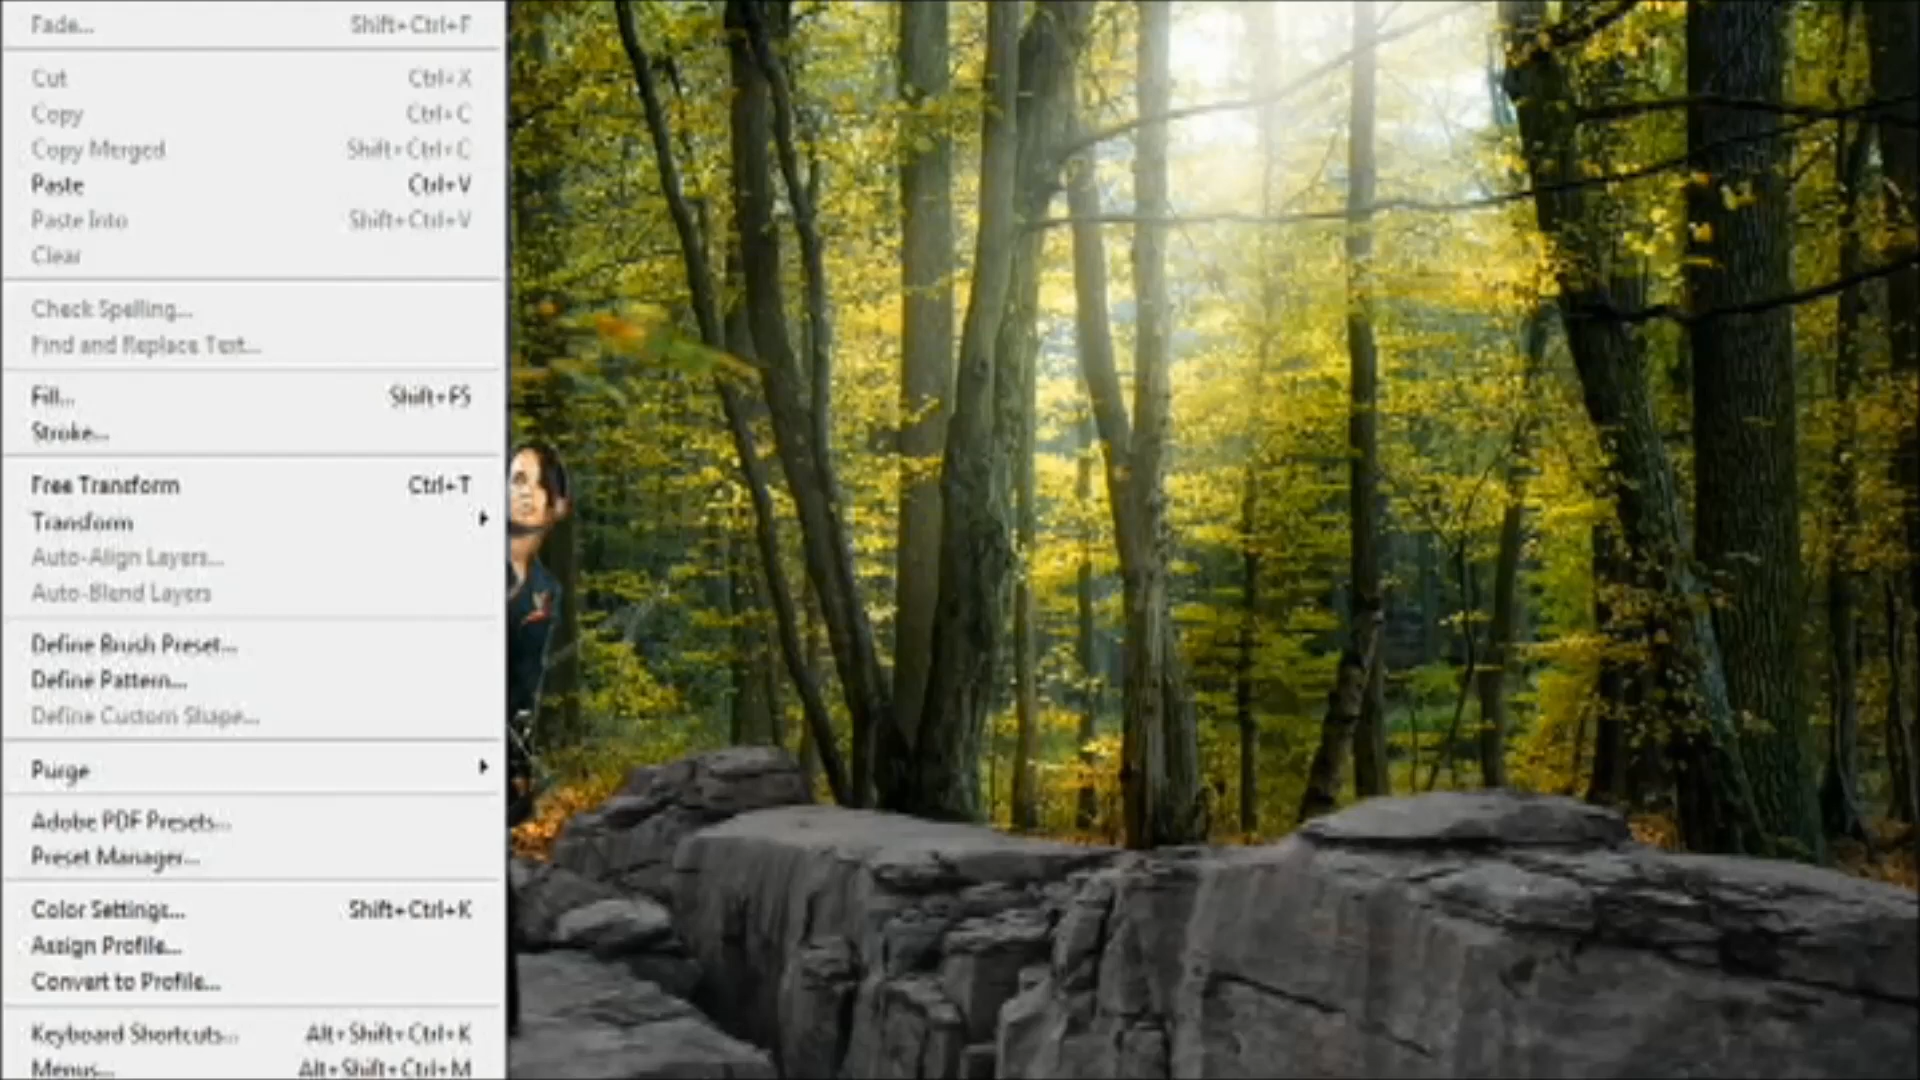 Fade... Shift+Ctrl+F
Cut Ctrl+X
Copy Ctrl+C
Copy Merged Shift+Ctrl+C
Paste Ctrl+V
Paste Into Shift+Ctrl+V
Clear
Check Spelling...
Find and Replace Text...
Fill... Shift+F5
Stroke...
Free Transform Ctrl+T
Transform
Auto-Align Layers...
Auto-Blend Layers
Define Brush Preset...
Define Pattern...
Define Custom Shape...
Purge
Adobe PDF Presets...
Preset Manager...
Color Settings... Shift+Ctrl+K
Assign Profile...
Convert to Profile...
Keyboard Shortcuts... Alt+Shift+Ctrl+K
Menus... Alt+Shift+Ctrl+M